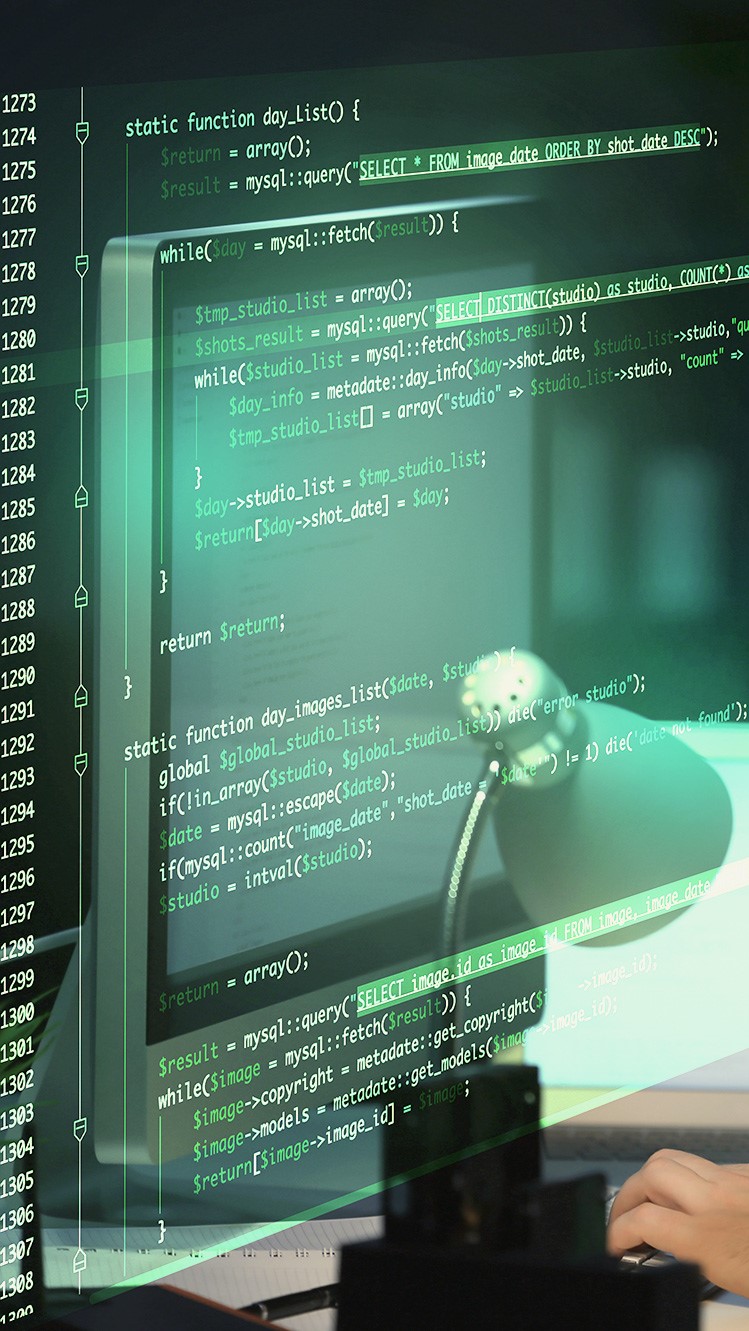 1273
1274
1275
1276
1277
1278
1279
1280
1281
1282
1283
1284
1285
1286
1287
1288
1289
1290
1291
1292
1293
1294
1295
1296
1297
1298
1299
1300
1301
1302
1303
1304
1305
1306
1307
1308
1309
static function day_List() {
$return = array();
$result = mysql::query("SELECT * FROM image_date ORDER BY shot_date DESC");
while($day = mysql::fetch($result)) {
$tmp_studio_list = array();
$shots_result = mysql::query("SELECT DISTINCT(studio) as studio, COUNT(*) as
while($studio_list = mysql::fetch($shots_result)) {
$day_info = metadate::day_info($day->shot_date, $studio_list->studio,"qu
$tmp_studio_list[] = array("studio" => $studio_list->studio, "count" =>
}
$day->studio_list = $tmp_studio_list;
$return[$day->shot_date] = $day;
}
return $return;
}
static function day_images_list($date, $studio) {
global $global_studio_list;
if(!in_array($studio, $global_studio_list)) die("error studio");
$date = mysql::escape($date);
if(mysql::count("image_date","shot_date = '$date'") != 1) die('date not found');
$studio = intval($studio);
$return = array();
$result = mysql::query("SELECT image.id as image_id FROM image, image_date
while($image = mysql::fetch($result)) {
$image->copyright = metadate::get_copyright($i ->image_id);
$image->models = metadate::get_models($image->image_id);
$return[$image->image_id] = $image;
}